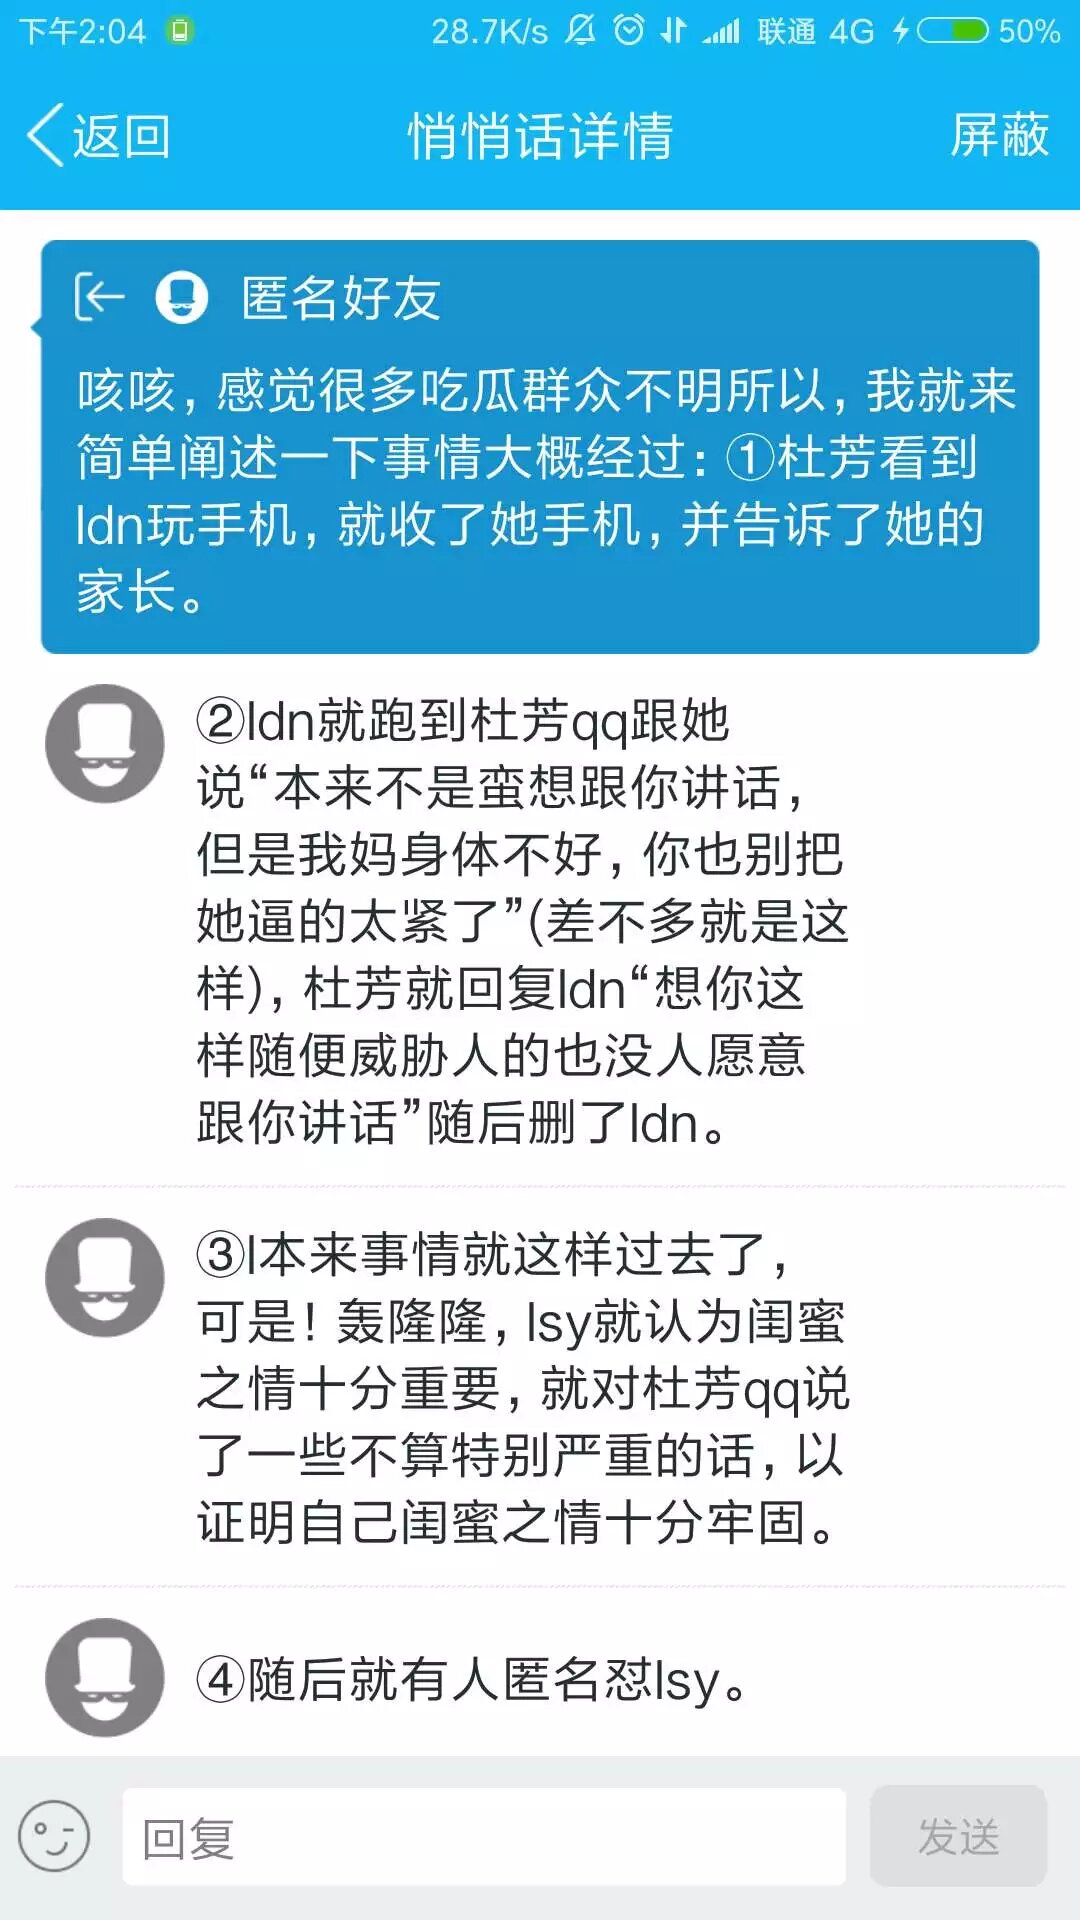 下午2:04 28.7K/s 联通 4G 50%
返回 悄悄话详情 屏蔽
匿名好友
咳咳，感觉很多吃瓜群众不明所以，我就来
简单阐述一下事情大概经过：①杜芳看到
ldn玩手机，就收了她手机，并告诉了她的
家长。
②ldn就跑到杜芳qq跟她
说“本来不是蛮想跟你讲话，
但是我妈身体不好，你也别把
她逼的太紧了”(差不多就是这
样)，杜芳就回复ldn“想你这
样随便威胁人的也没人愿意
跟你讲话”随后删了ldn。
③l本来事情就这样过去了，
可是！轰隆隆，lsy就认为闺蜜
之情十分重要，就对杜芳qq说
了一些不算特别严重的话，以
证明自己闺蜜之情十分牢固。
④随后就有人匿名怼lsy。
回复 发送